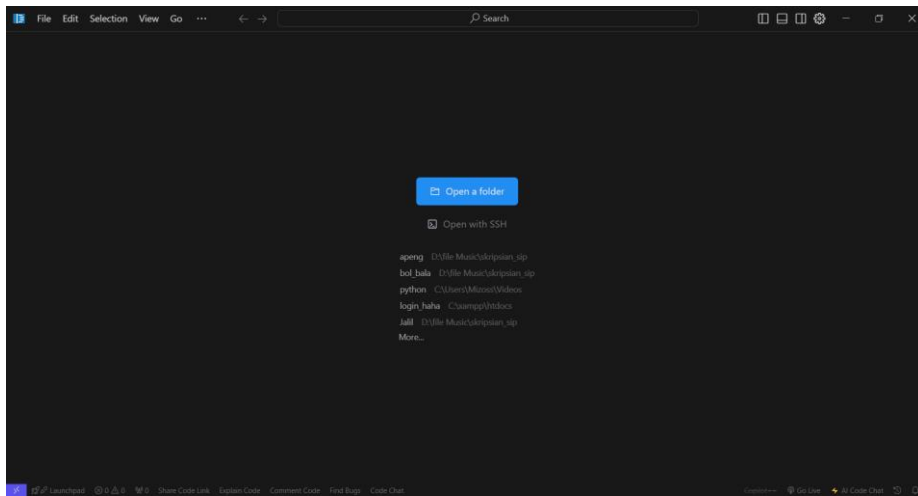 File Edit Selection View Go ...
Search
Open a folder
Open with SSH
apeng D:\file Music\skripsian_sip
bol_bala D:\file Music\skripsian_sip
python C:\Users\Mizossi\Videos
login_haha C:\xampp\htdocs
Jalil D:\file Music\skripsian_sip
More...
Launchpad 0 0 0 Share Code Link Explain Code Comment Code Find Bugs Code Chat Go Live AI Code Chat